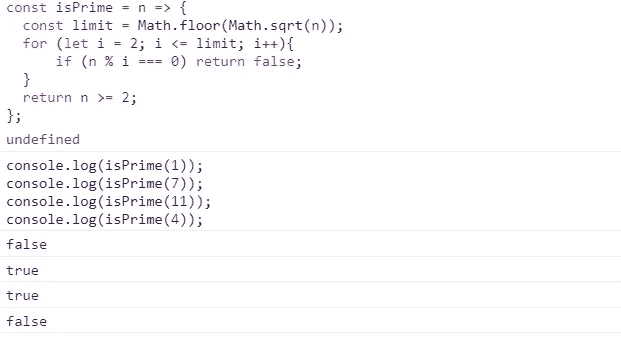 const isPrime = n => {
  const limit = Math.floor(Math.sqrt(n));
  for (let i = 2; i <= limit; i++){
      if (n % i === 0) return false;
  }
  return n >= 2;
};
undefined
console.log(isPrime(1));
console.log(isPrime(7));
console.log(isPrime(11));
console.log(isPrime(4));
false
true
true
false